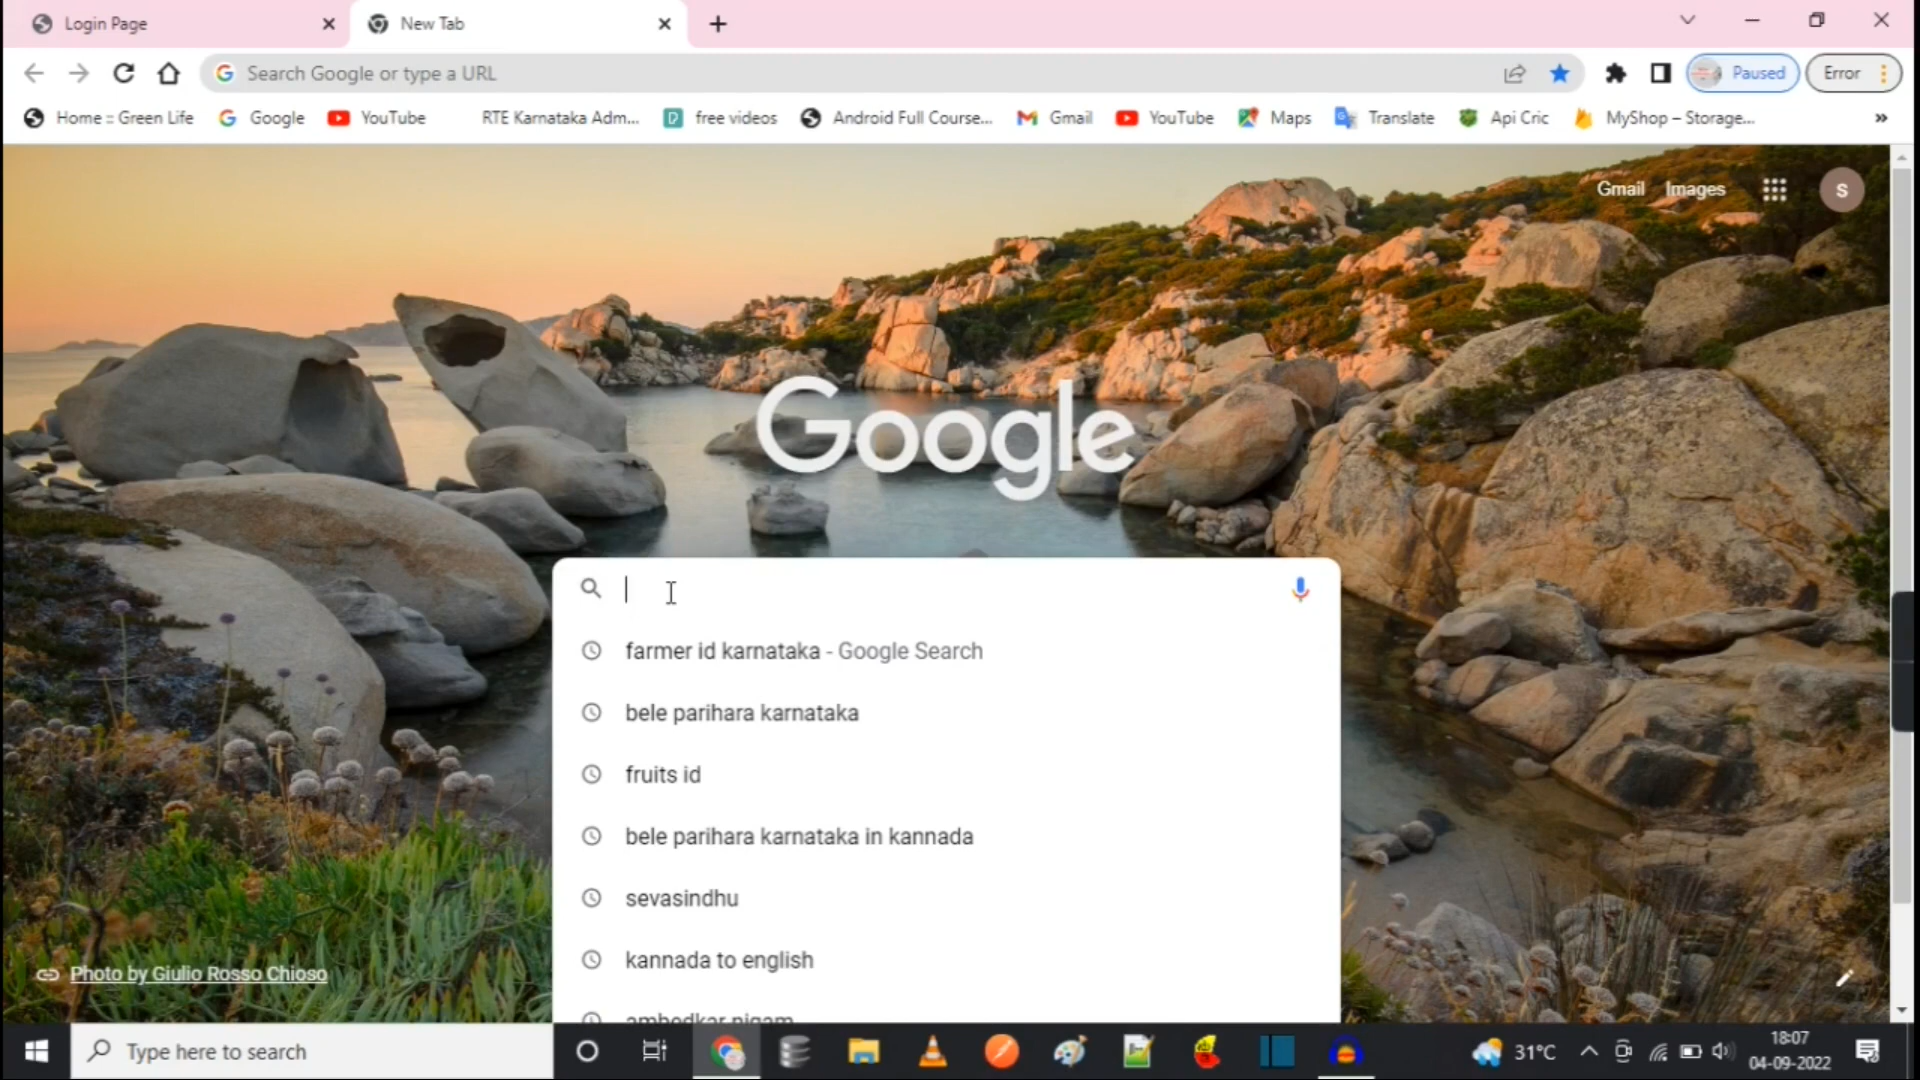 Login Page
New Tab
Search Google or type a URL
Paused
Error
Home :: Green Life
Google
YouTube
RTE Karnataka Adm...
free videos
Android Full Course...
Gmail
YouTube
Maps
Translate
Api Cric
MyShop – Storage...
»
Gmail
Images
S
Google
farmer id karnataka - Google Search
bele parihara karnataka
fruits id
bele parihara karnataka in kannada
sevasindhu
kannada to english
ambedkar nigam
Photo by Giulio Rosso Chioso
Type here to search
31°C
18:07
04-09-2022